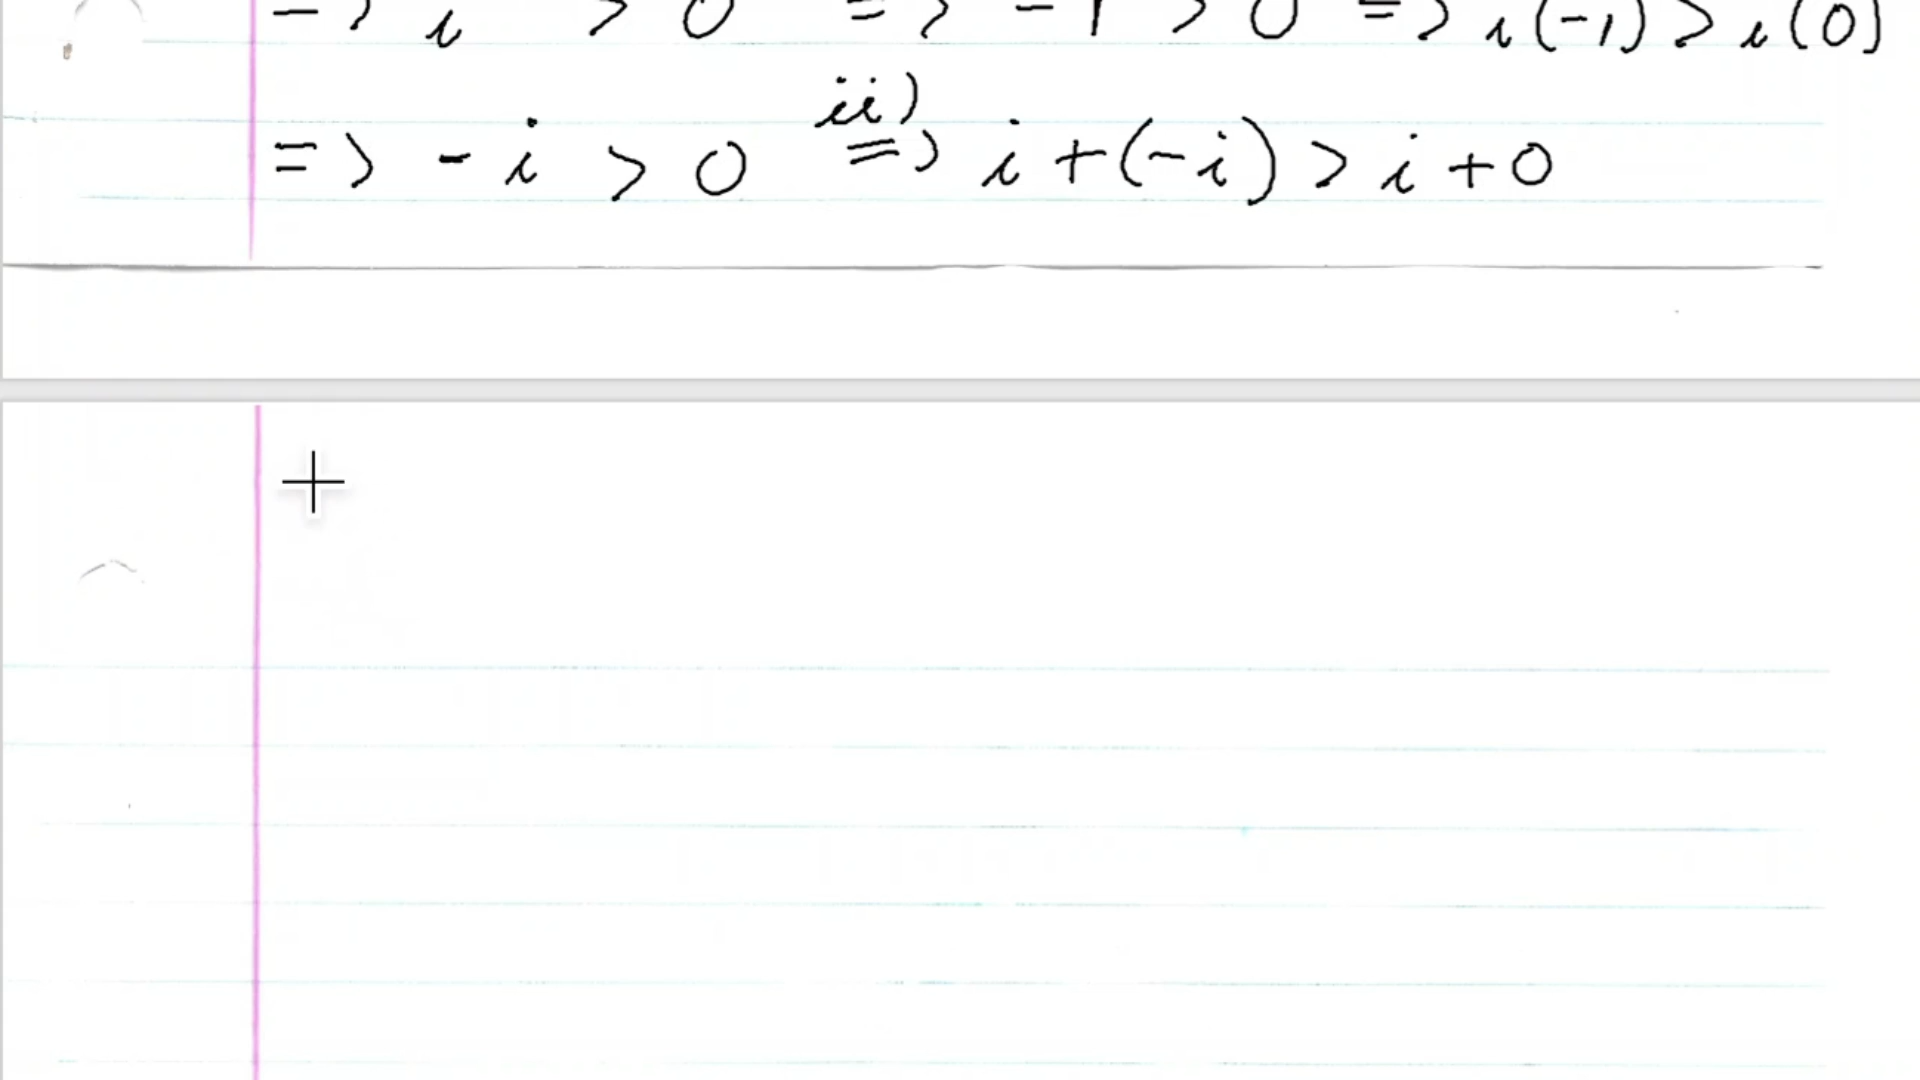 => i > 0 => -1 > 0 => i(-1) > i(0)
ii)
=> -i > 0 => i + (-i) > i + 0